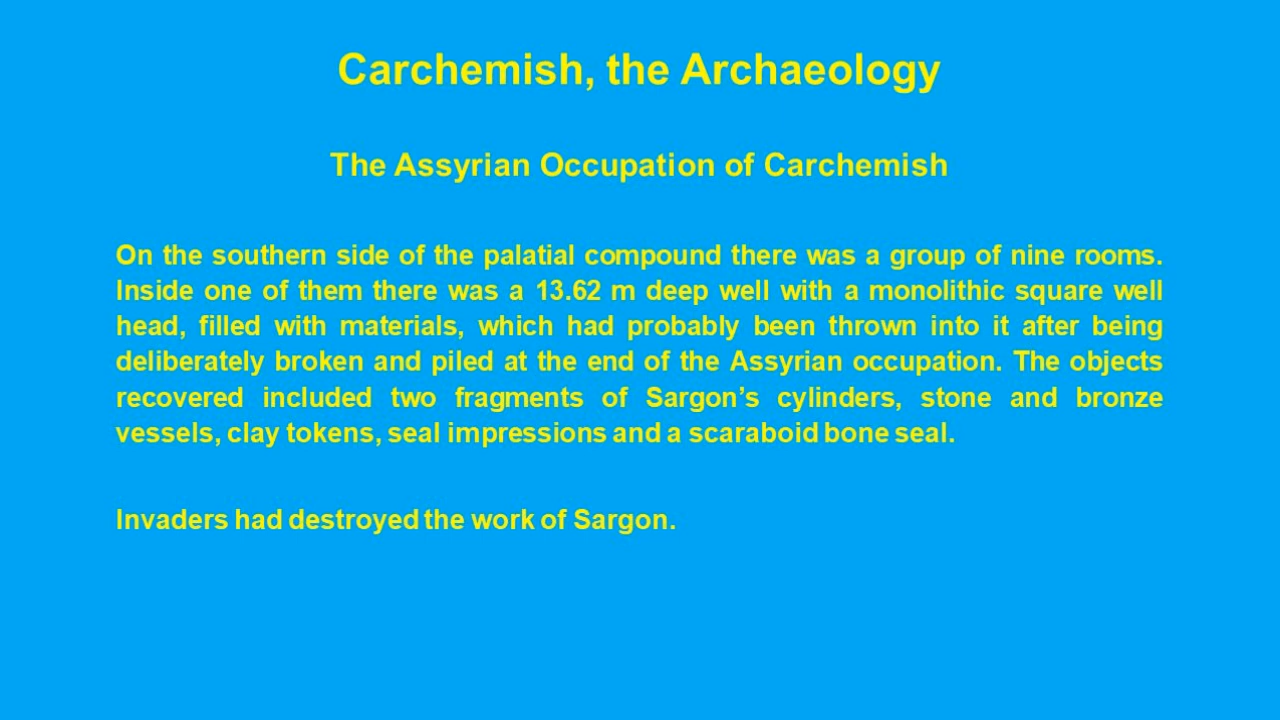 Carchemish, the Archaeology
The Assyrian Occupation of Carchemish
On the southern side of the palatial compound there was a group of nine rooms.
Inside one of them there was a 13.62 m deep well with a monolithic square well
head, filled with materials, which had probably been thrown into it after being
deliberately broken and piled at the end of the Assyrian occupation. The objects
recovered included two fragments of Sargon’s cylinders, stone and bronze
vessels, clay tokens, seal impressions and a scaraboid bone seal.
Invaders had destroyed the work of Sargon.